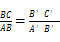 BC/AB = B′ C′/A′ B′